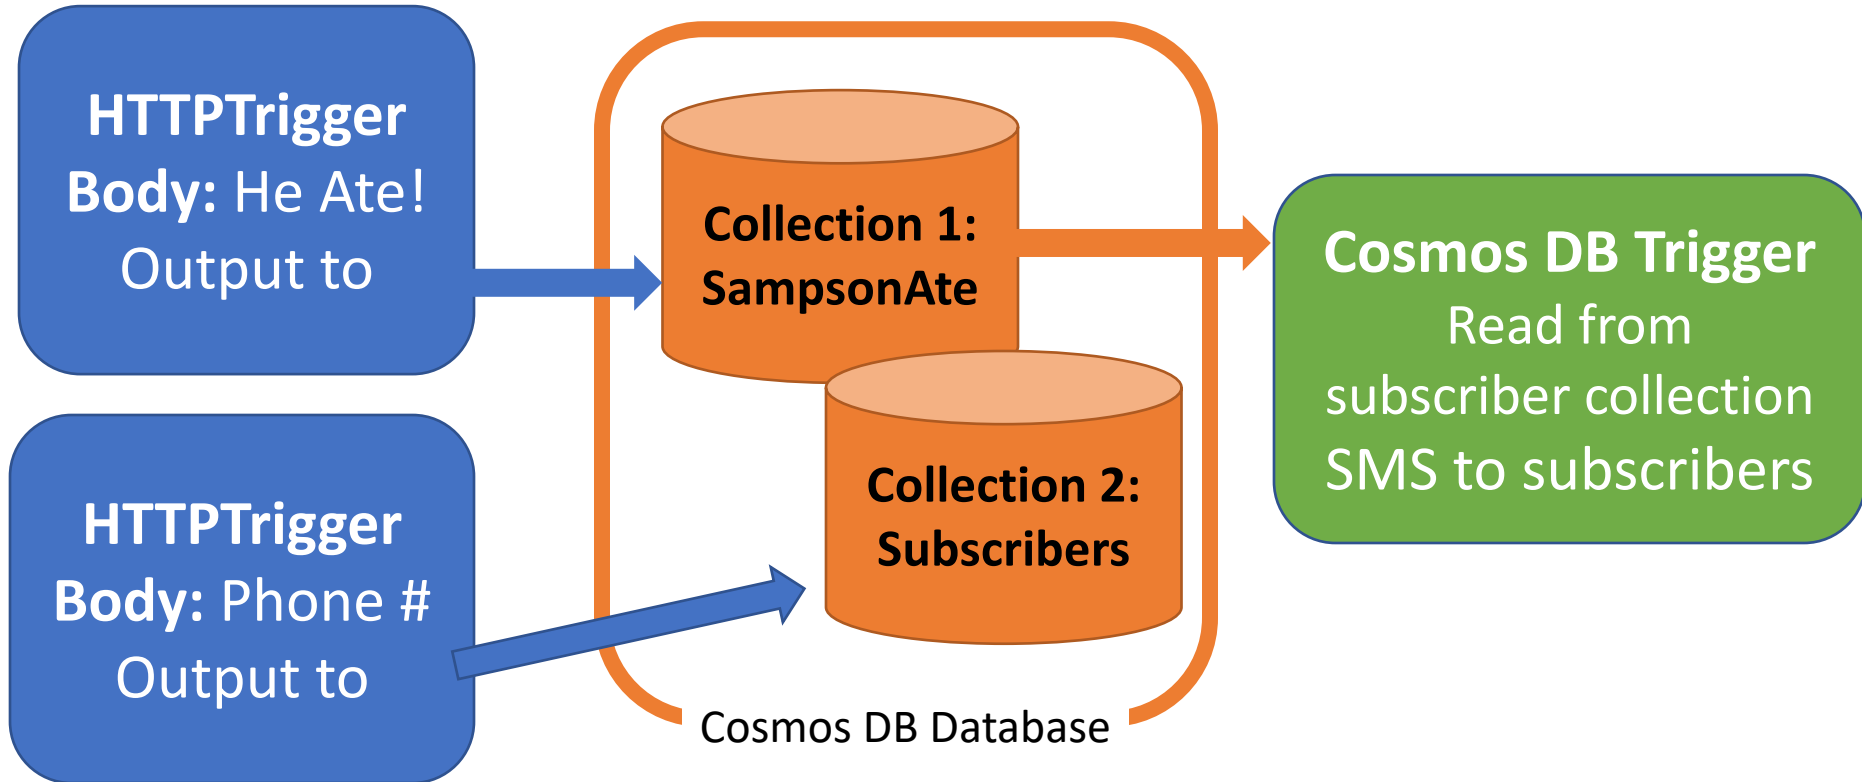 HTTPTrigger
Body: He Ate!
Output to
HTTPTrigger
Body: Phone #
Output to
Collection 1:
SampsonAte
Collection 2:
Subscribers
Cosmos DB Database
Cosmos DB Trigger
Read from
subscriber collection
SMS to subscribers